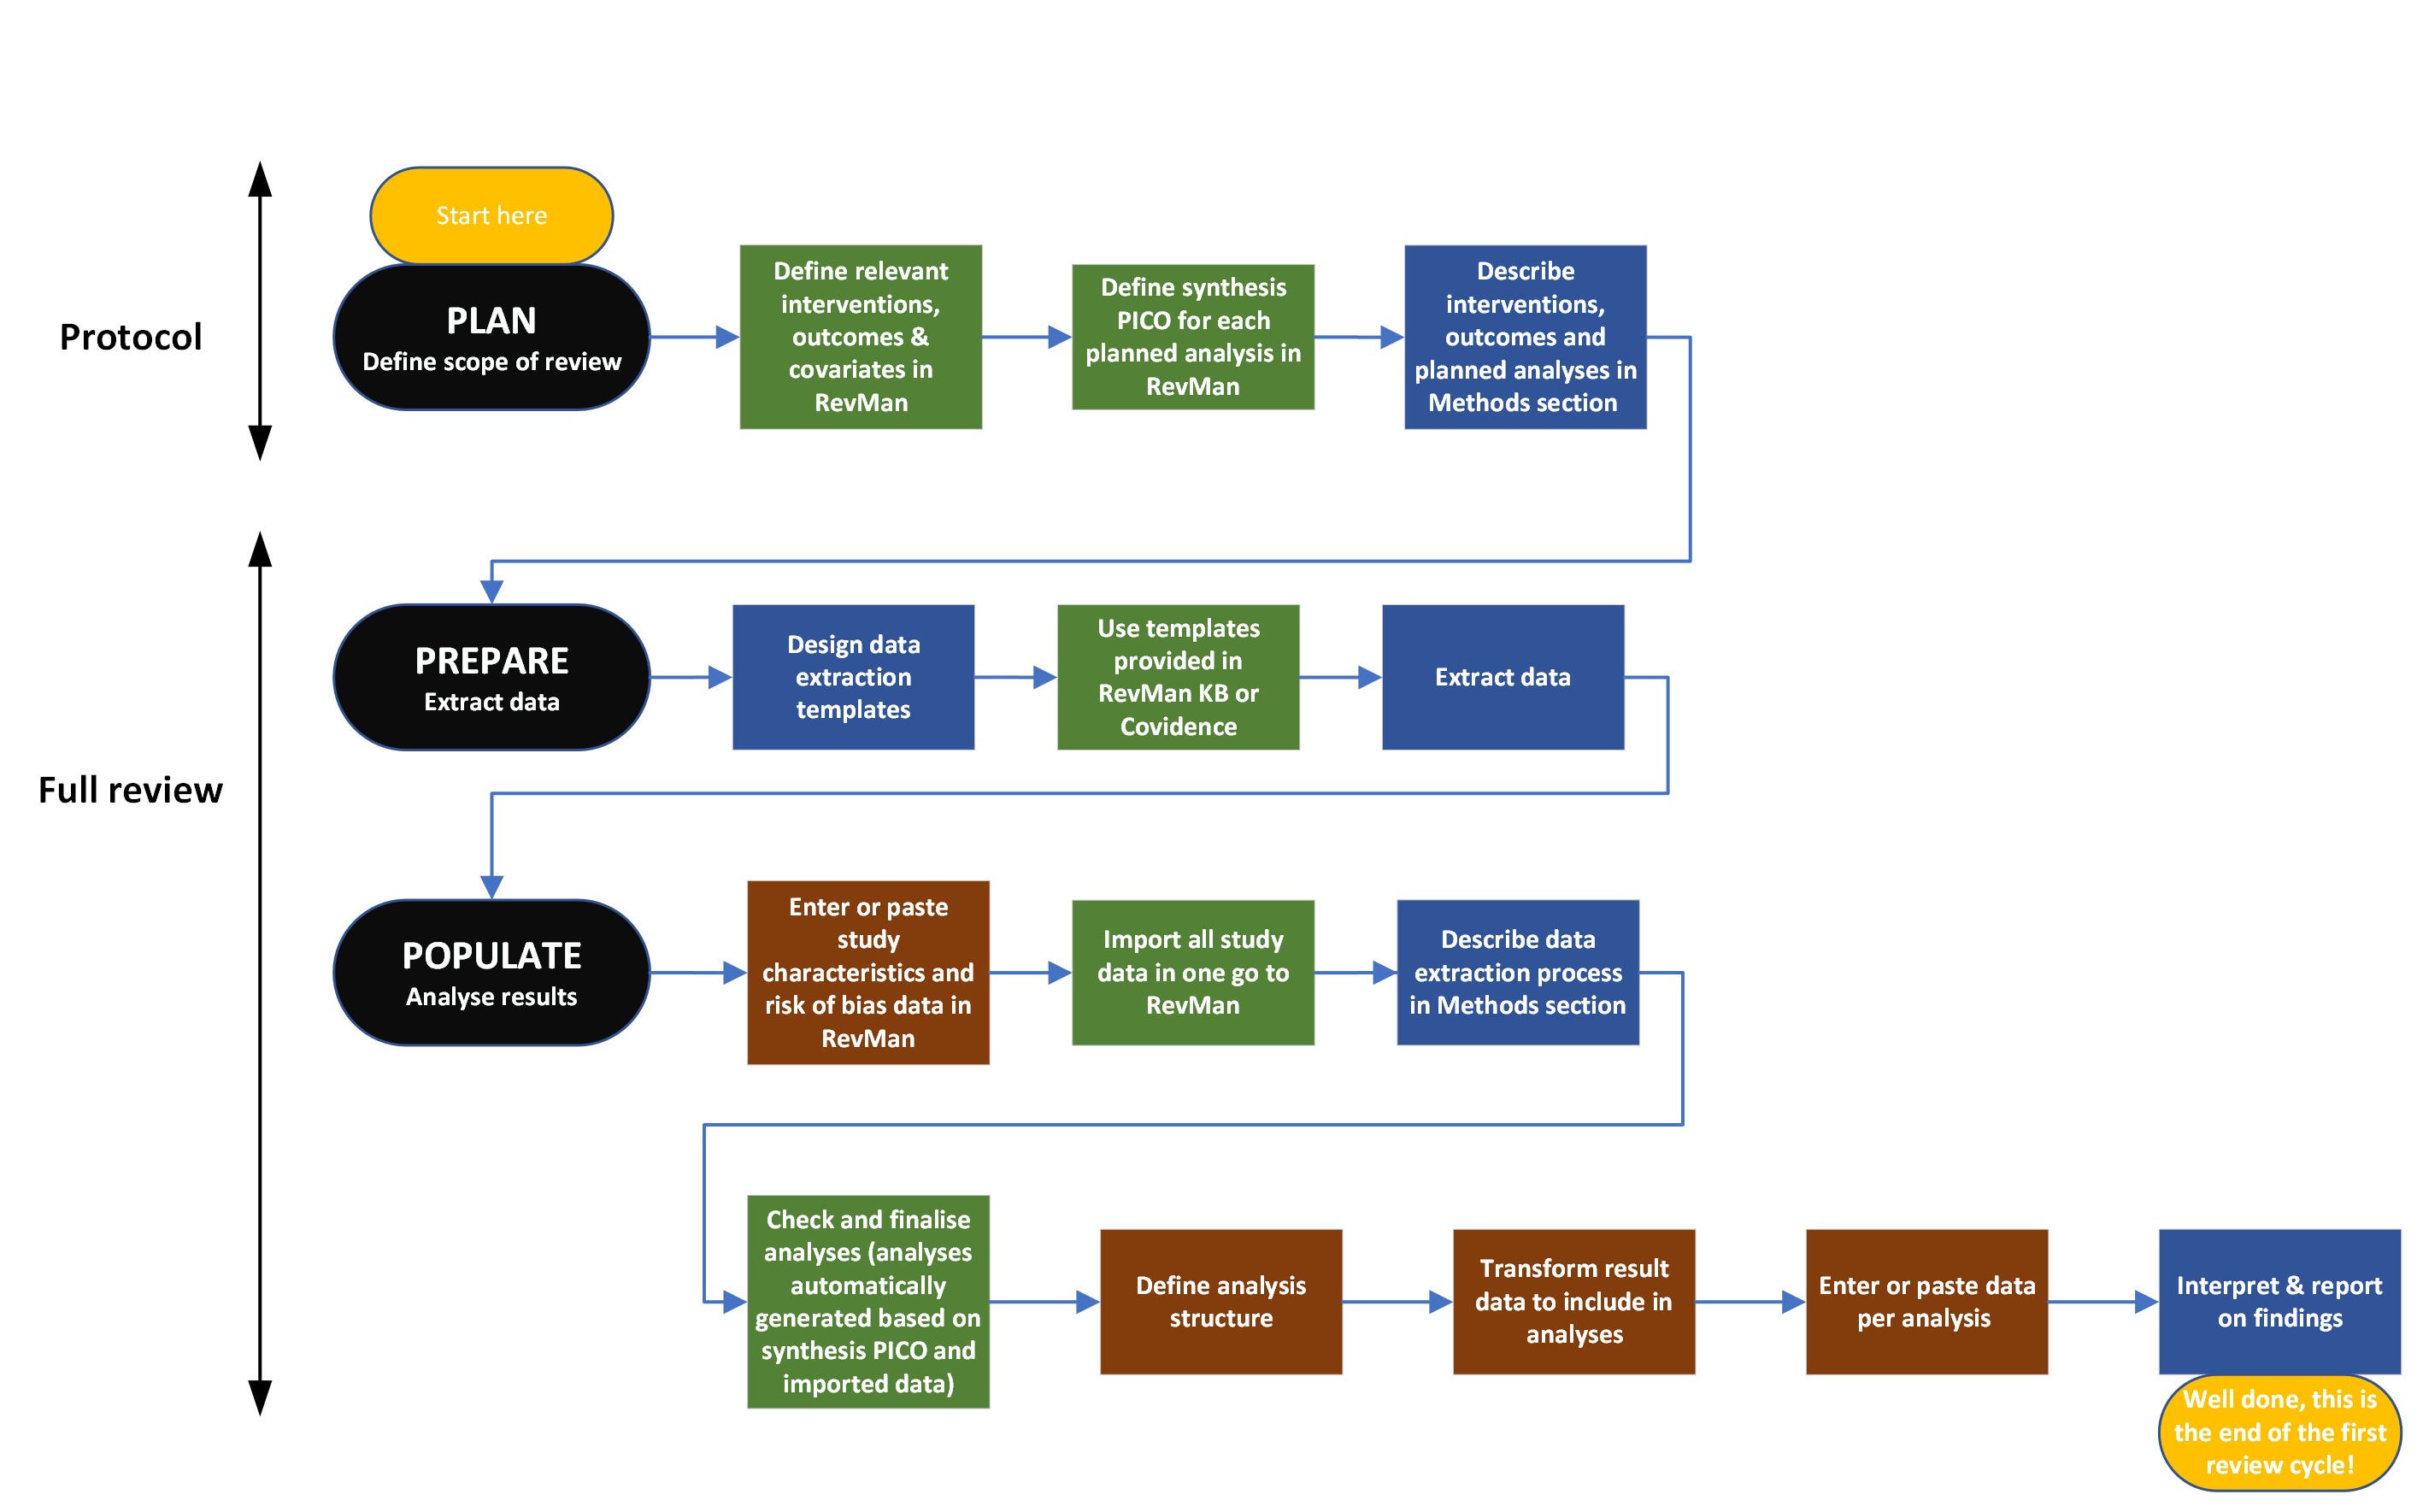 Start here
Protocol
PLAN
Define scope of review
Define relevant
interventions,
outcomes &
covariates in
RevMan
Define synthesis
PICO for each
planned analysis in
RevMan
Describe
interventions,
outcomes and
planned analyses in
Methods section
Full review
PREPARE
Extract data
Design data
extraction
templates
Use templates
provided in
RevMan KB or
Covidence
Extract data
POPULATE
Analyse results
Enter or paste
study
characteristics and
risk of bias data in
RevMan
Import all study
data in one go to
RevMan
Describe data
extraction process
in Methods section
Check and finalise
analyses (analyses
automatically
generated based on
synthesis PICO and
imported data)
Define analysis
structure
Transform result
data to include in
analyses
Enter or paste data
per analysis
Interpret & report
on findings
Well done, this is
the end of the first
review cycle!